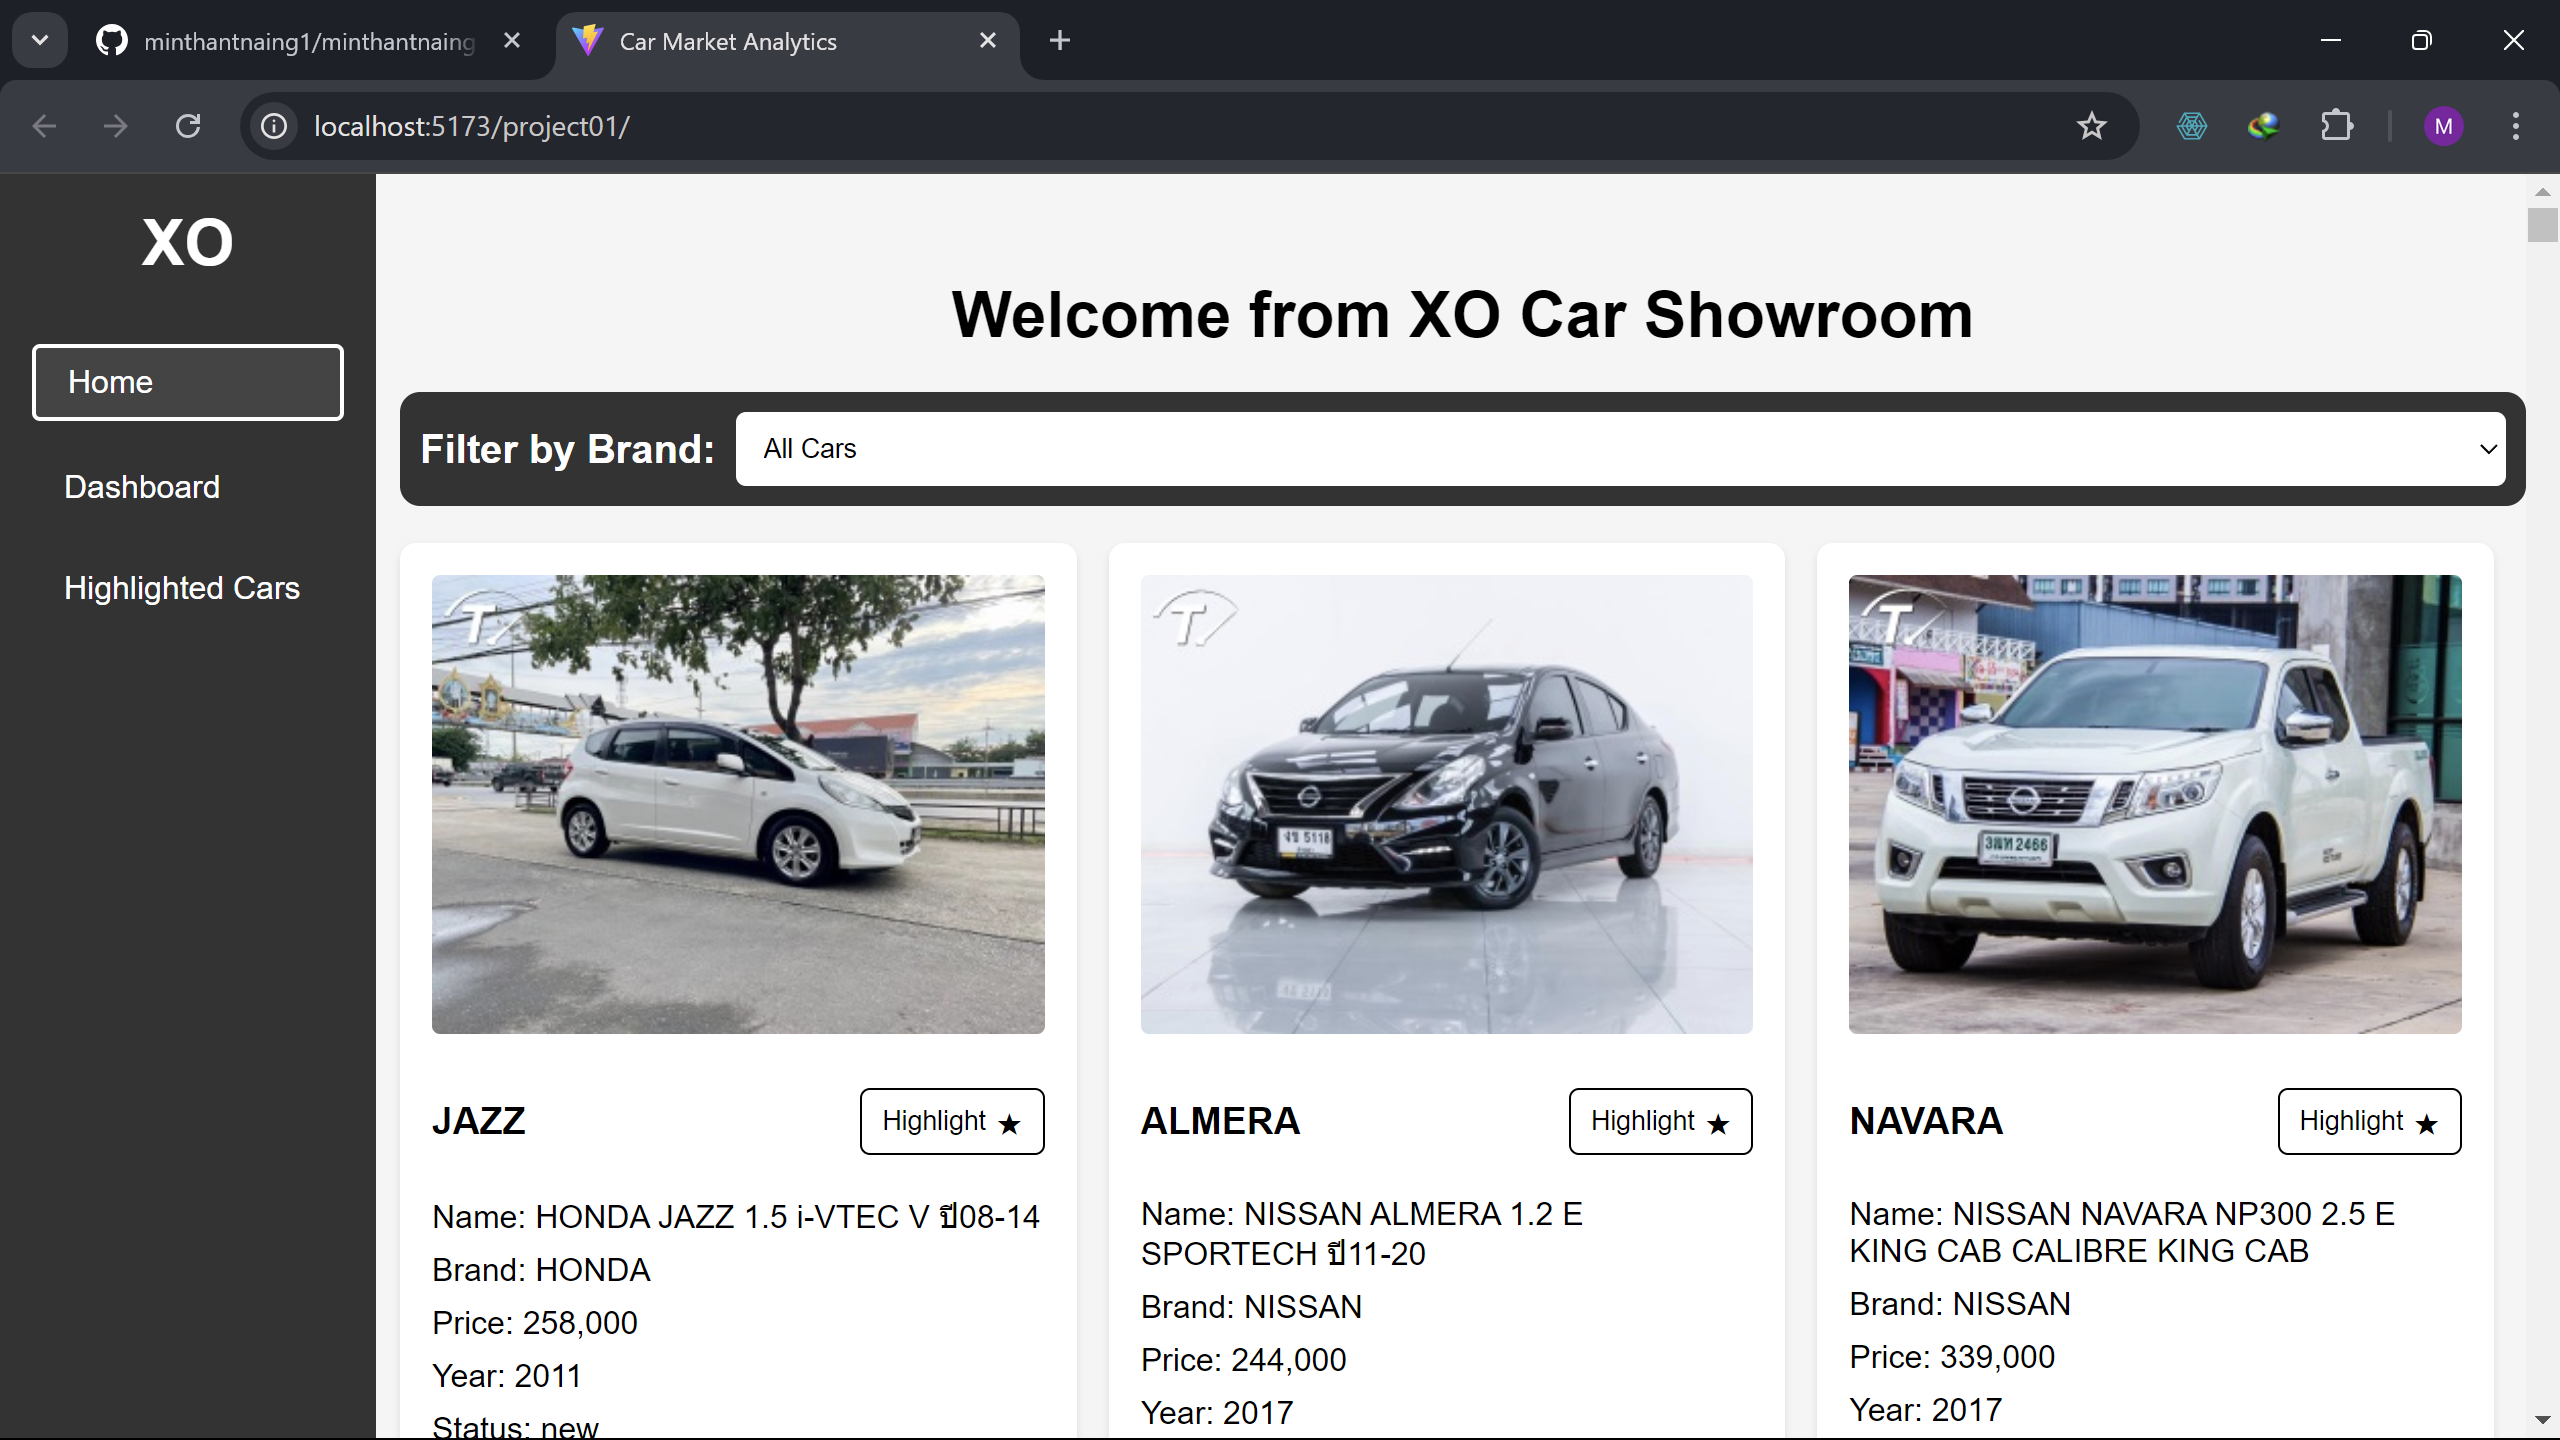 minthantnaing1/minthantnaing
Car Market Analytics
localhost:5173/project01/
M
XO
Home
Dashboard
Highlighted Cars
Welcome from XO Car Showroom
Filter by Brand:
All Cars
JAZZ
Highlight ★
Name: HONDA JAZZ 1.5 i-VTEC V ปี08-14
Brand: HONDA
Price: 258,000
Year: 2011
Status: new
5118
ALMERA
Highlight ★
Name: NISSAN ALMERA 1.2 E
SPORTECH ปี11-20
Brand: NISSAN
Price: 244,000
Year: 2017
2466
NAVARA
Highlight ★
Name: NISSAN NAVARA NP300 2.5 E
KING CAB CALIBRE KING CAB
Brand: NISSAN
Price: 339,000
Year: 2017